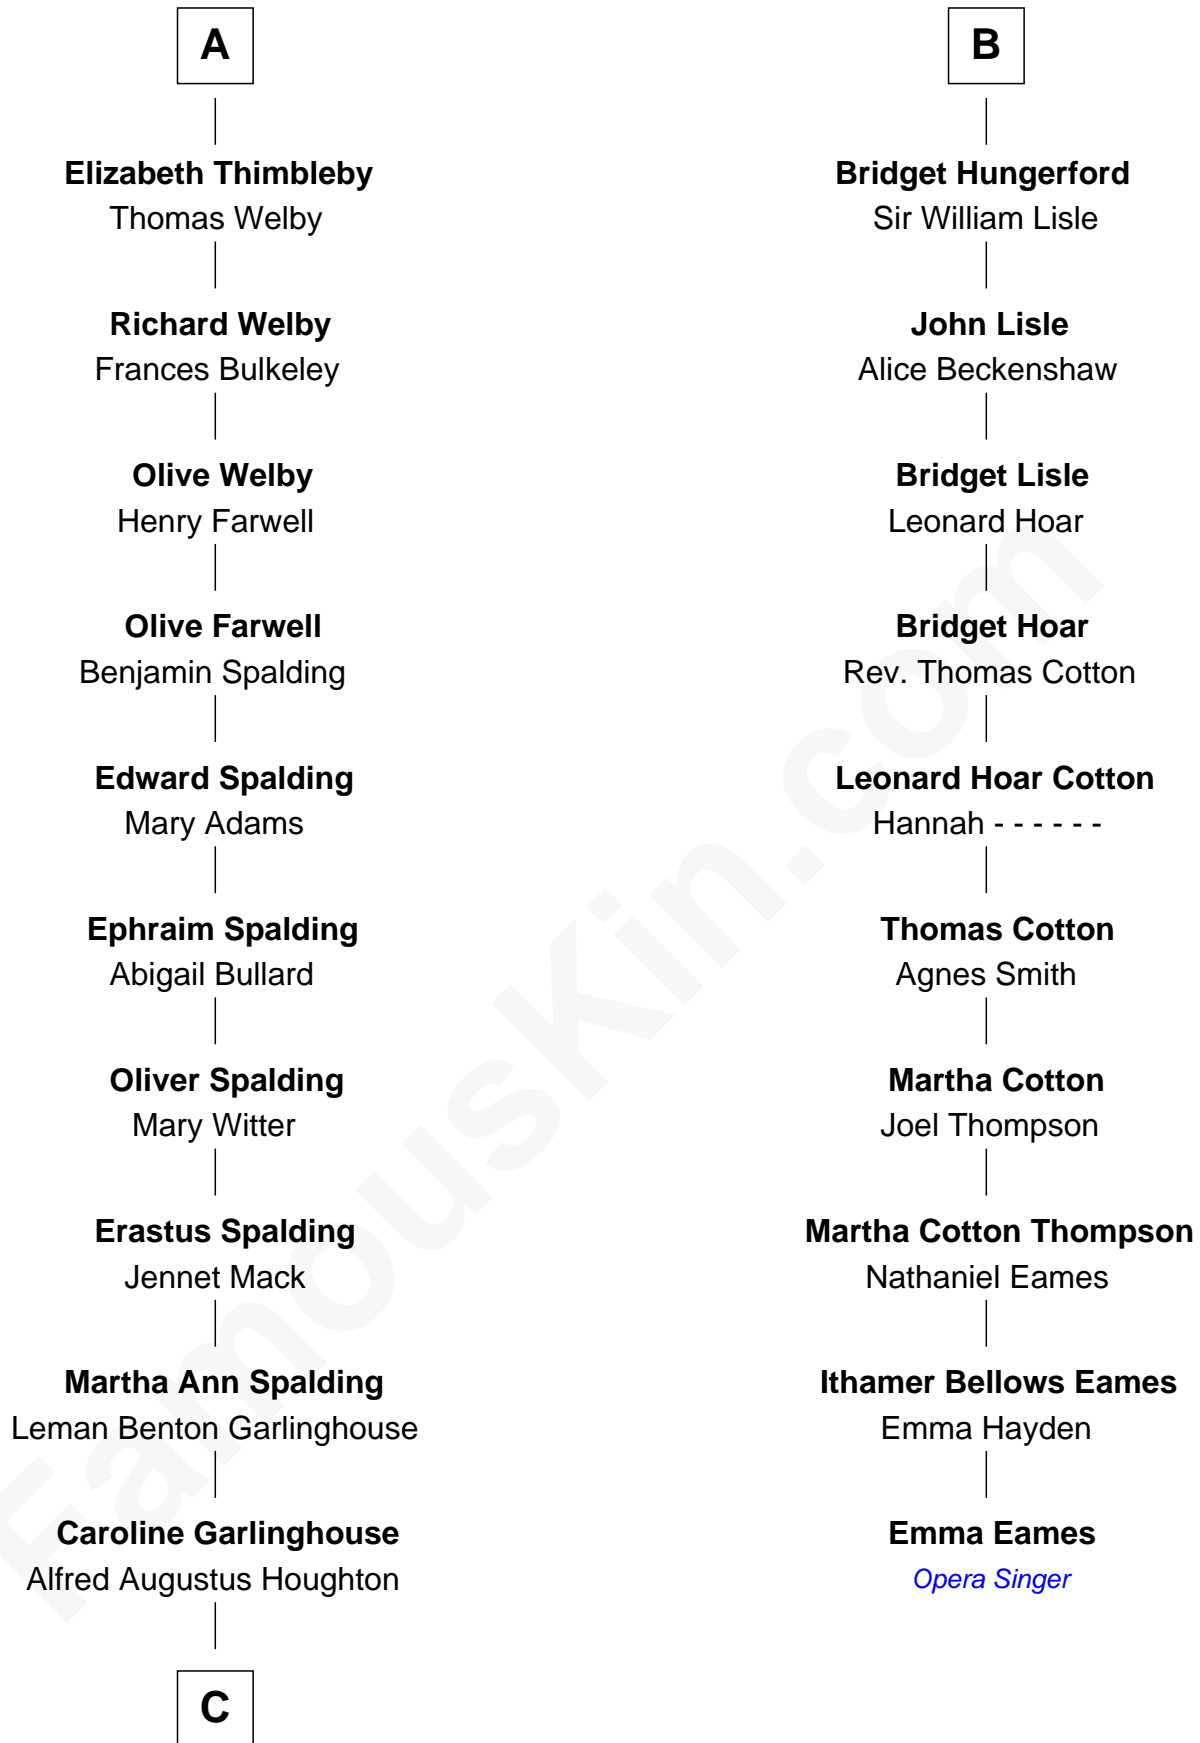 A
Elizabeth Thimbleby
Thomas Welby
Richard Welby
Frances Bulkeley
Olive Welby
Henry Farwell
Olive Farwell
Benjamin Spalding
Edward Spalding
Mary Adams
Ephraim Spalding
Abigail Bullard
Oliver Spalding
Mary Witter
Erastus Spalding
Jennet Mack
Martha Ann Spalding
Leman Benton Garlinghouse
Caroline Garlinghouse
Alfred Augustus Houghton
C
B
Bridget Hungerford
Sir William Lisle
John Lisle
Alice Beckenshaw
Bridget Lisle
Leonard Hoar
Bridget Hoar
Rev. Thomas Cotton
Leonard Hoar Cotton
Hannah - - - - - -
Thomas Cotton
Agnes Smith
Martha Cotton
Joel Thompson
Martha Cotton Thompson
Nathaniel Eames
Ithamer Bellows Eames
Emma Hayden
Emma Eames
Opera Singer
FamousKin.com